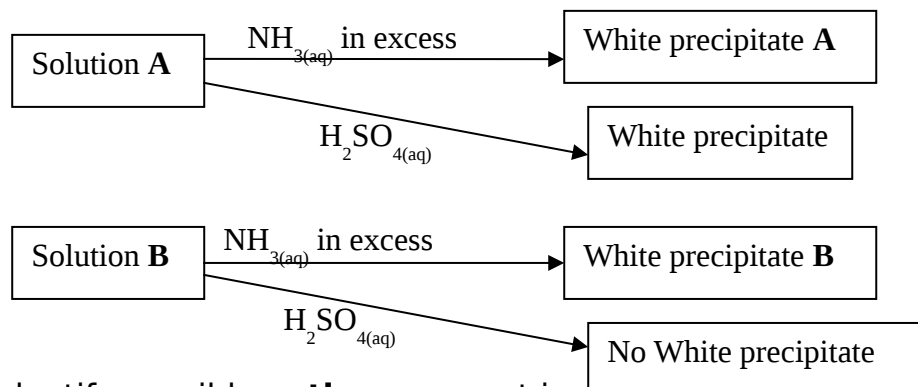 NH3(aq) in excess
Solution A
White precipitate A
H2SO4(aq)
White precipitate
NH3(aq) in excess
Solution B
White precipitate B
H2SO4(aq)
No White precipitate